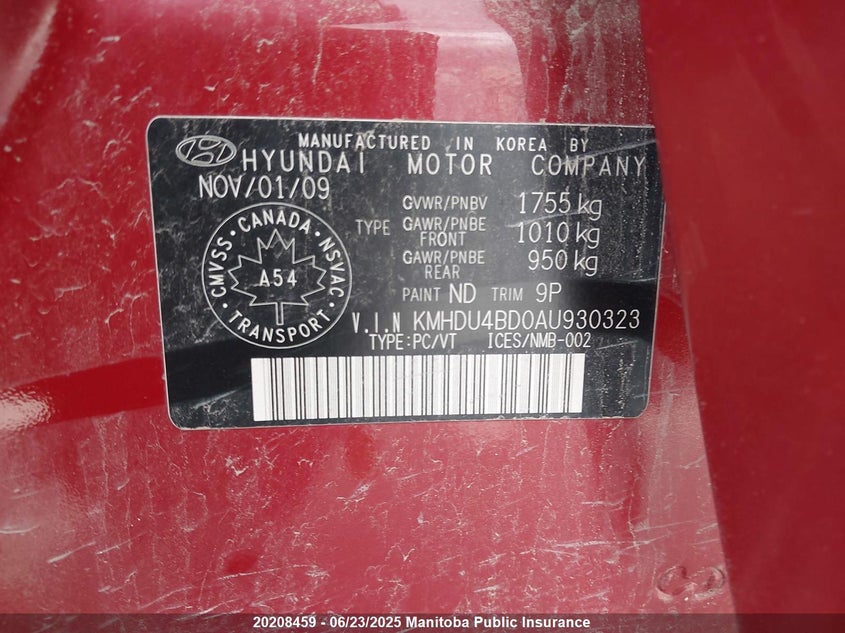 MANUFACTURED IN KOREA BY
HYUNDAI MOTOR COMPANY
NOV/01/09
TYPE
GVWR/PNBV 1755 kg
GAWR/PNBE FRONT 1010 kg
GAWR/PNBE REAR 950 kg
CMVSS · CANADA · NSVAC
A54
TRANSPORT
PAINT ND TRIM 9P
V.I.N KMHDU4BD0AU930323
TYPE:PC/VT ICES/NMB-002
20208459 - 06/23/2025 Manitoba Public Insurance